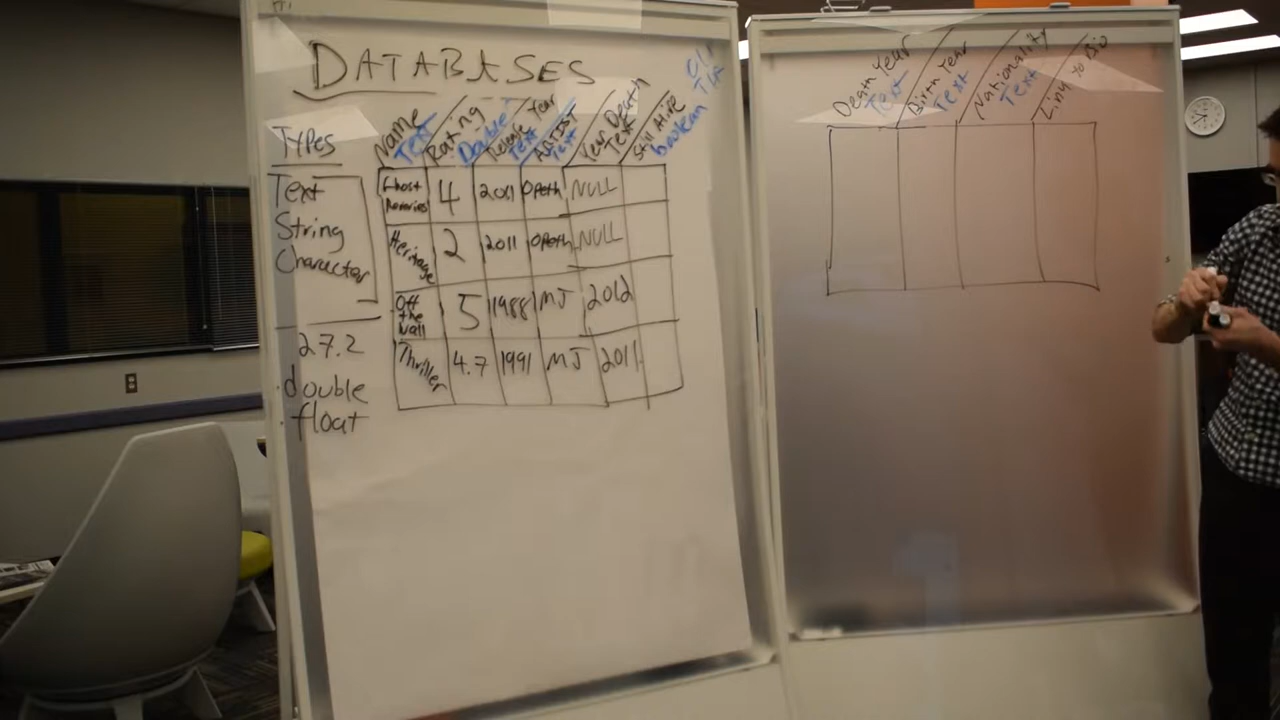 DATABASES
TYPES
Text
String
Character
27.2
double
float
Name Text
Rating Double
Release Year Text
ARTIST Text
Year Death Text
Still Alive boolean
0/1
T/F
Ghost Reveries 4 2011 OPeth NULL
Heritage 2 2011 OPeth NULL
Off the Wall 5 1988 MJ 2012
Thriller 4.7 1991 MJ 2011
Death Year Text
Birth Year Text
Nationality Text
Link to Bio